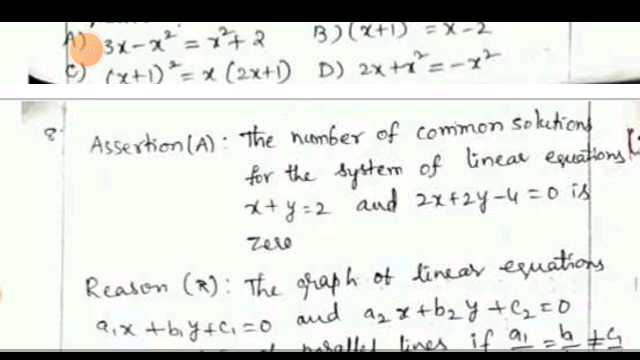 A) 3x - x² = x² + 2 B) (x+1) = x - 2
C) (x+1)² = x (2x+1) D) 2x + x² = -x²
8. Assertion (A): The number of common solutions
for the system of linear equations
x + y = 2 and 2x + 2y - 4 = 0 is
zero
Reason (R): The graph of linear equations
a₁x + b₁y + c₁ = 0 and a₂x + b₂y + c₂ = 0
parallel lines if